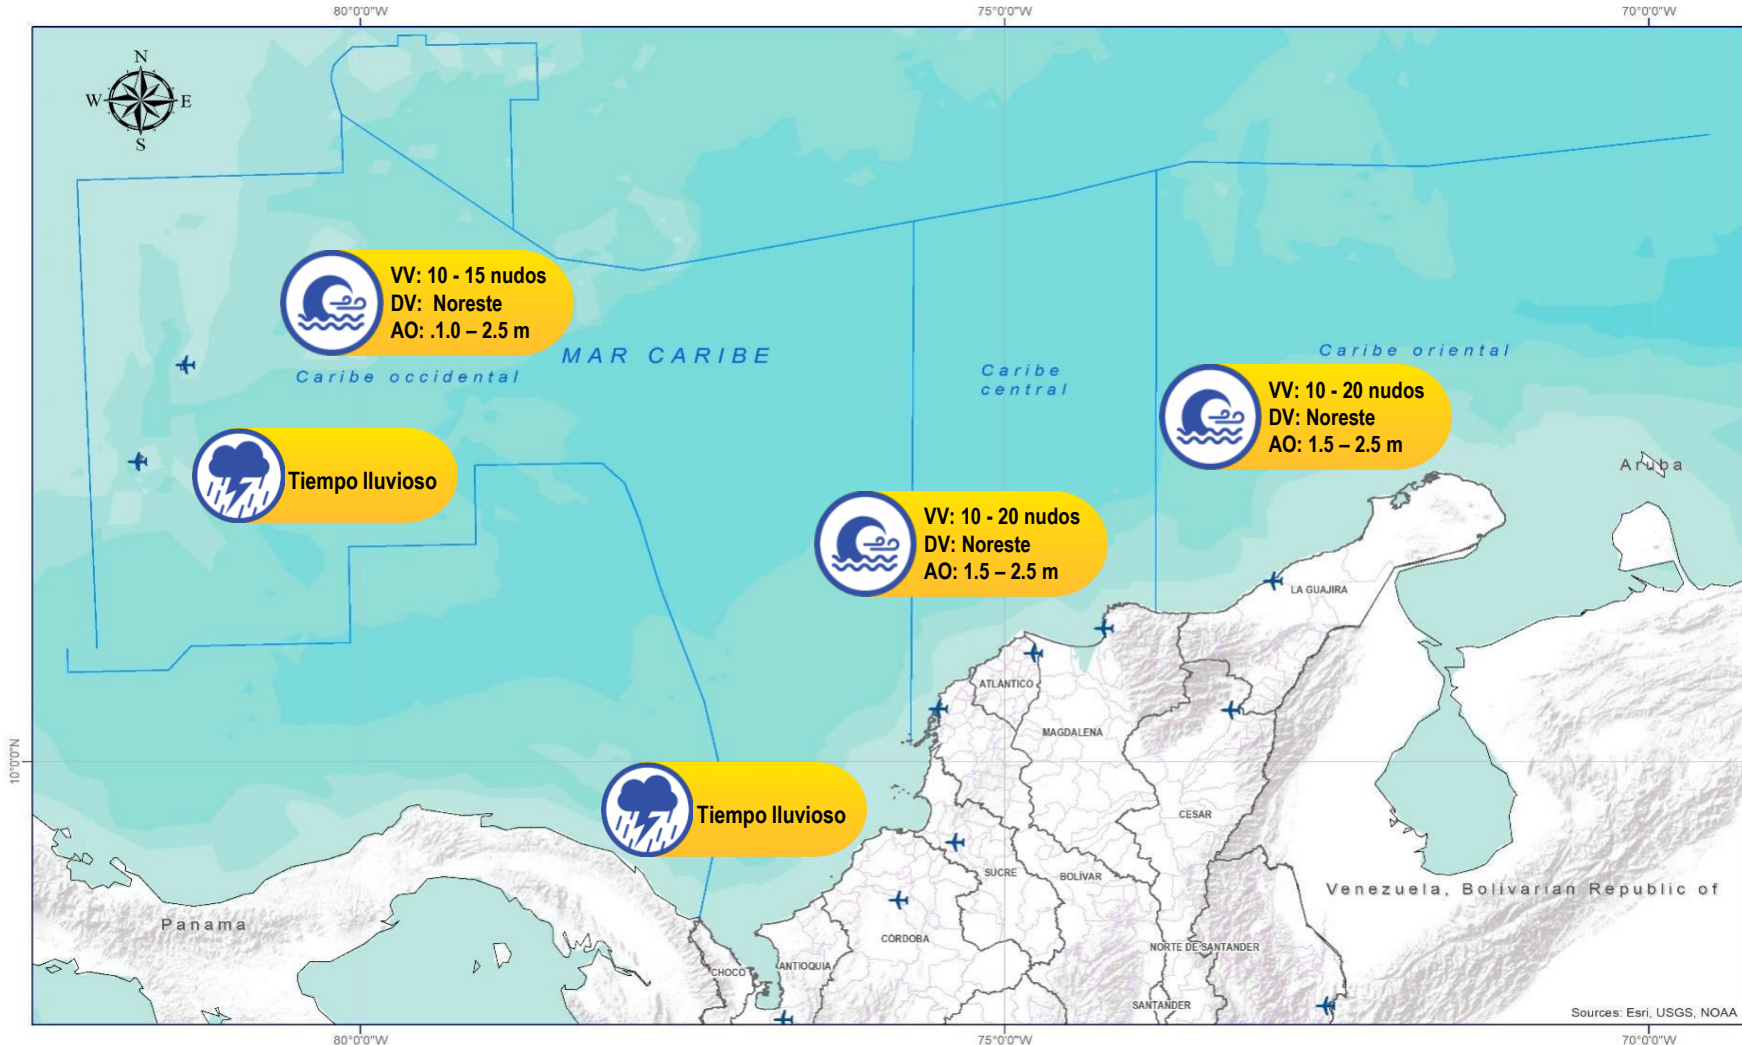 80°0'0"W
75°0'0"W
70°0'0"W
N
W
E
S
VV: 10 - 15 nudos
DV: Noreste
AO: .1.0 – 2.5 m
MAR CARIBE
Caribe occidental
Caribe
central
Caribe oriental
VV: 10 - 20 nudos
DV: Noreste
AO: 1.5 – 2.5 m
Tiempo lluvioso
Aruba
VV: 10 - 20 nudos
DV: Noreste
AO: 1.5 – 2.5 m
LA GUAJIRA
ATLÁNTICO
MAGDALENA
10°0'0"N
Tiempo lluvioso
CESAR
SUCRE
BOLÍVAR
Venezuela, Bolivarian Republic of
Panama
CÓRDOBA
NORTE DE SANTANDER
CHOCÓ
ANTIOQUIA
SANTANDER
Sources: Esri, USGS, NOAA
80°0'0"W
75°0'0"W
70°0'0"W